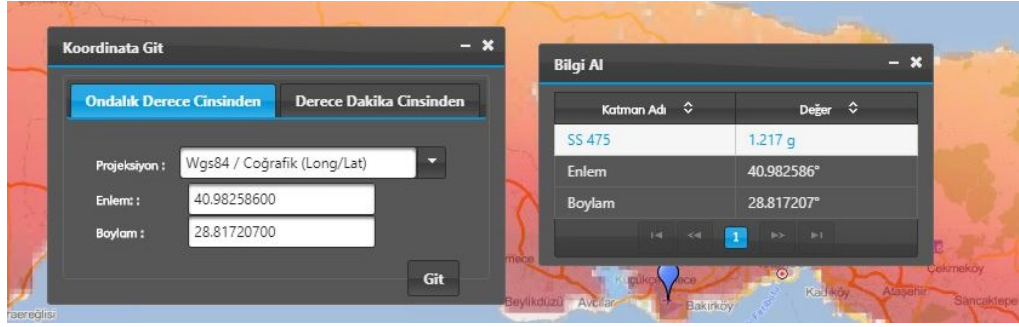 Koordinata Git
Ondalık Derece Cinsinden
Derece Dakika Cinsinden
Projeksiyon :
Wgs84 / Coğrafik (Long/Lat)
Enlem: :
40.98258600
Boylam :
28.81720700
Git
Bilgi Al
Katman Adı
Değer
SS 475
1.217 g
Enlem
40.982586°
Boylam
28.817207°
1
Çekmeköy
Beylikdüzü
Avcılar
Bakırköy
Kadıköy
Ataşehir
Sancaktepe